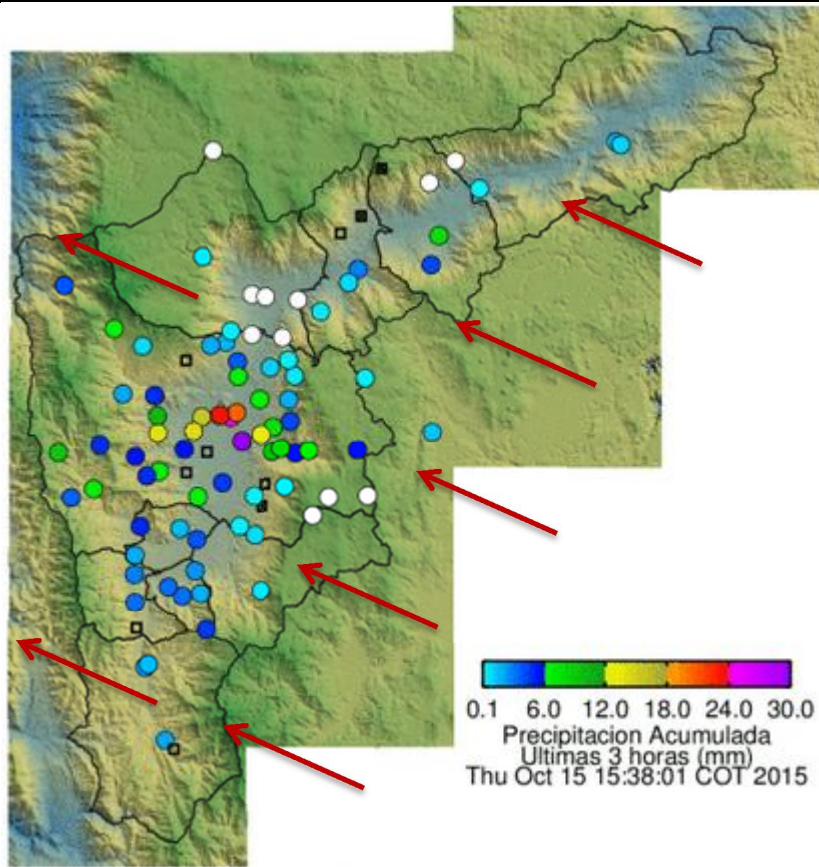 0.1 6.0 12.0 18.0 24.0 30.0
Precipitacion Acumulada
Ultimas 3 horas (mm)
Thu Oct 15 15:38:01 COT 2015